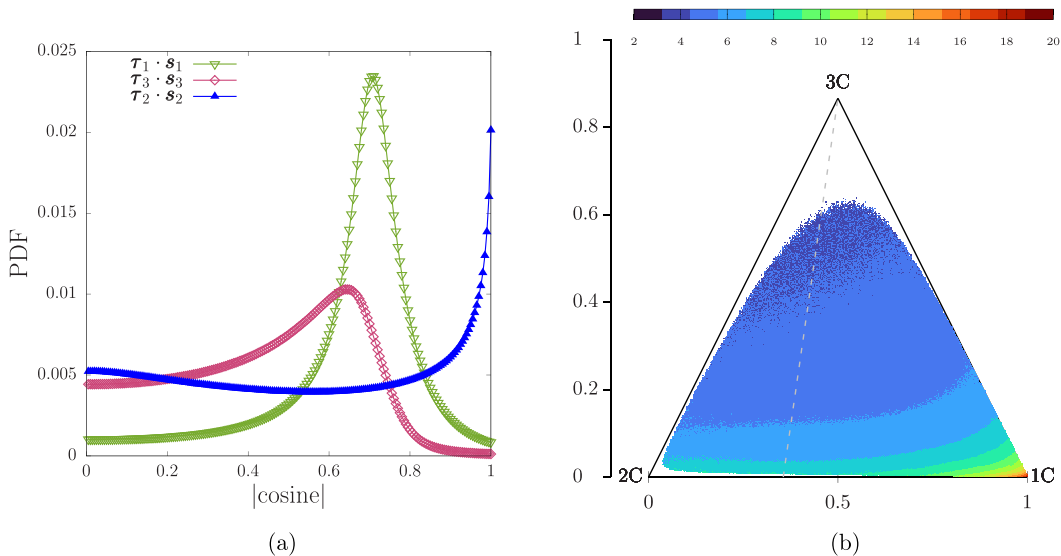 0.025
0.02
0.015
0.01
0.005
0
PDF
τ1 · s1
τ3 · s3
τ2 · s2
0 0.2 0.4 0.6 0.8 1
|cosine|
(a)
2 4 6 8 10 12 14 16 18 20
1
0.8
0.6
0.4
0.2
0
3C
2C
1C
0 0.5 1
(b)